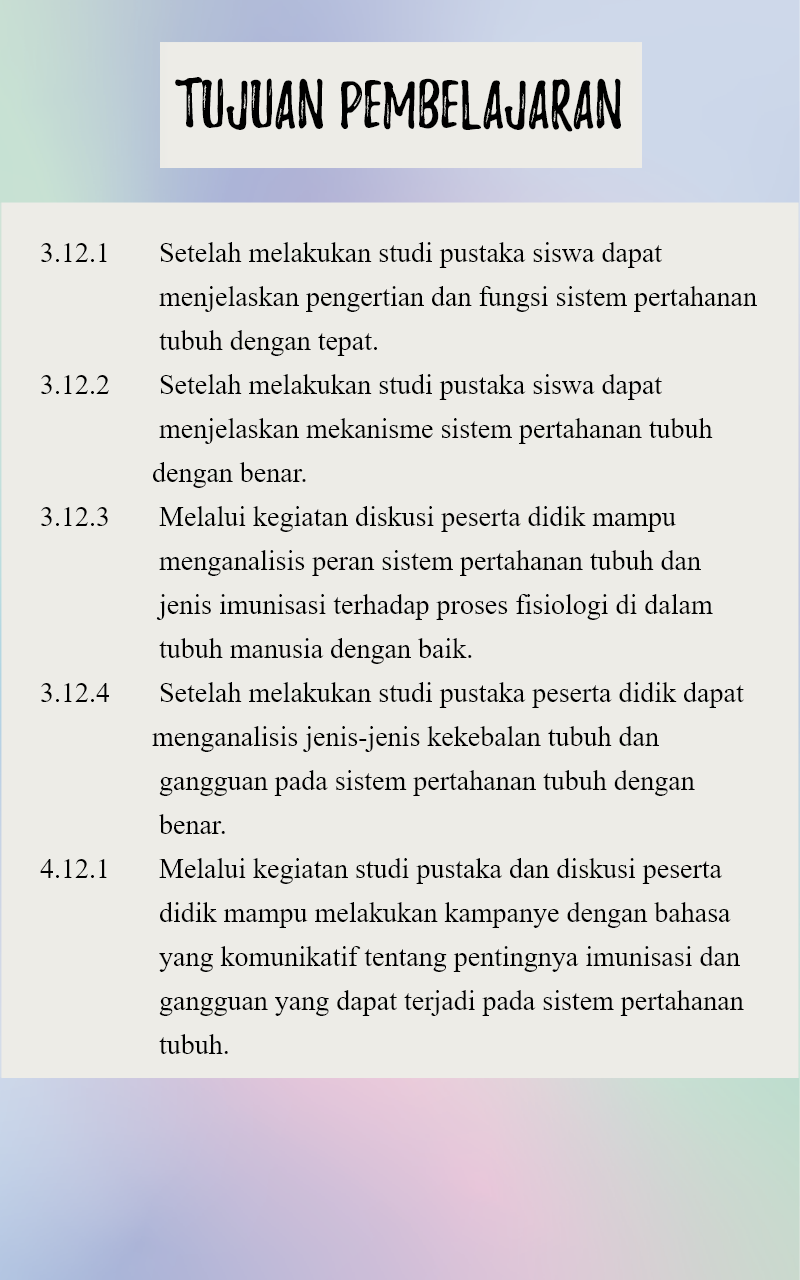 TUJUAN PEMBELAJARAN
3.12.1 Setelah melakukan studi pustaka siswa dapat
menjelaskan pengertian dan fungsi sistem pertahanan
tubuh dengan tepat.
3.12.2 Setelah melakukan studi pustaka siswa dapat
menjelaskan mekanisme sistem pertahanan tubuh
dengan benar.
3.12.3 Melalui kegiatan diskusi peserta didik mampu
menganalisis peran sistem pertahanan tubuh dan
jenis imunisasi terhadap proses fisiologi di dalam
tubuh manusia dengan baik.
3.12.4 Setelah melakukan studi pustaka peserta didik dapat
menganalisis jenis-jenis kekebalan tubuh dan
gangguan pada sistem pertahanan tubuh dengan
benar.
4.12.1 Melalui kegiatan studi pustaka dan diskusi peserta
didik mampu melakukan kampanye dengan bahasa
yang komunikatif tentang pentingnya imunisasi dan
gangguan yang dapat terjadi pada sistem pertahanan
tubuh.